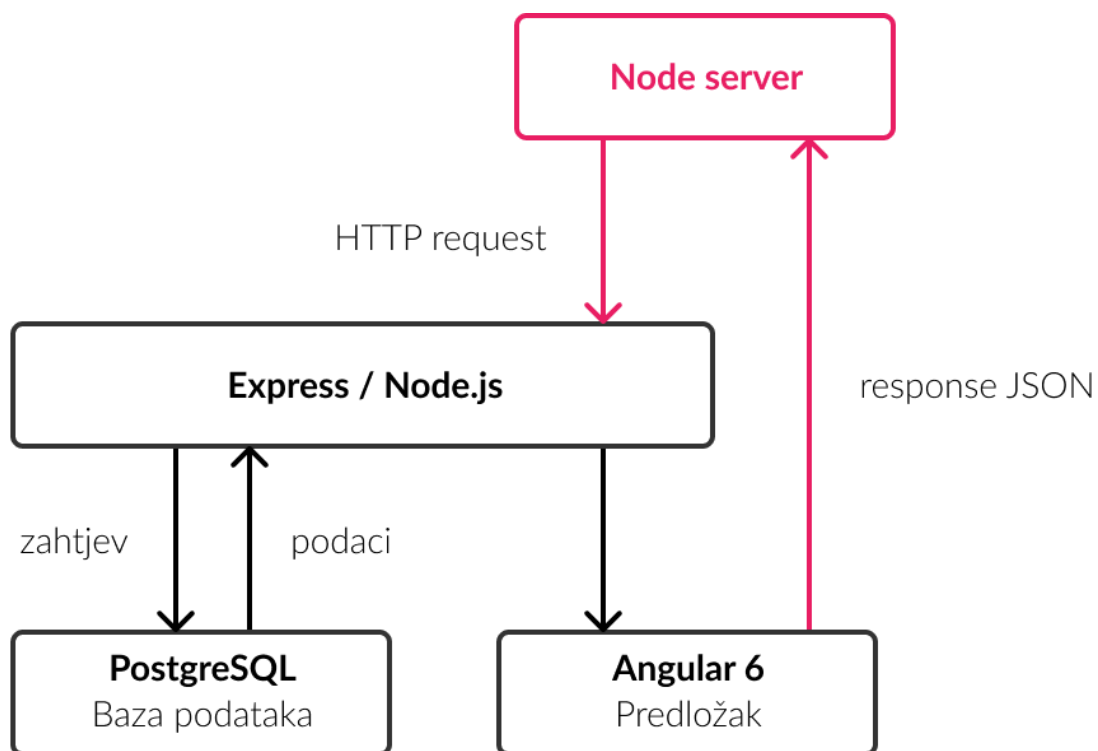 Node server
HTTP request
Express / Node.js
response JSON
zahtjev
podaci
PostgreSQL
Baza podataka
Angular 6
Predložak